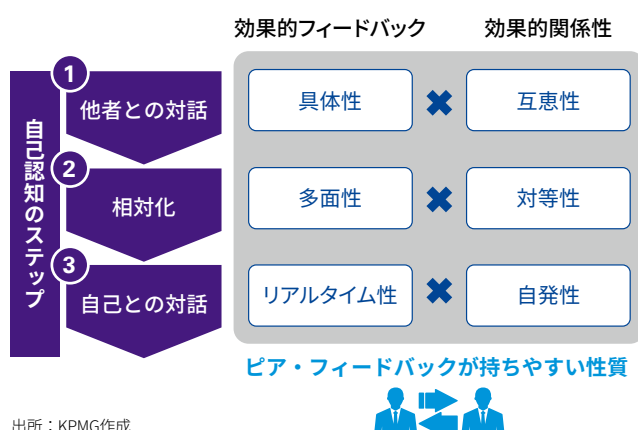 効果的フィードバック 効果的関係性
自己認知のステップ
1 他者との対話 具体性 × 互恵性
2 相対化 多面性 × 対等性
3 自己との対話 リアルタイム性 × 自発性
ピア・フィードバックが持ちやすい性質
出所：KPMG作成